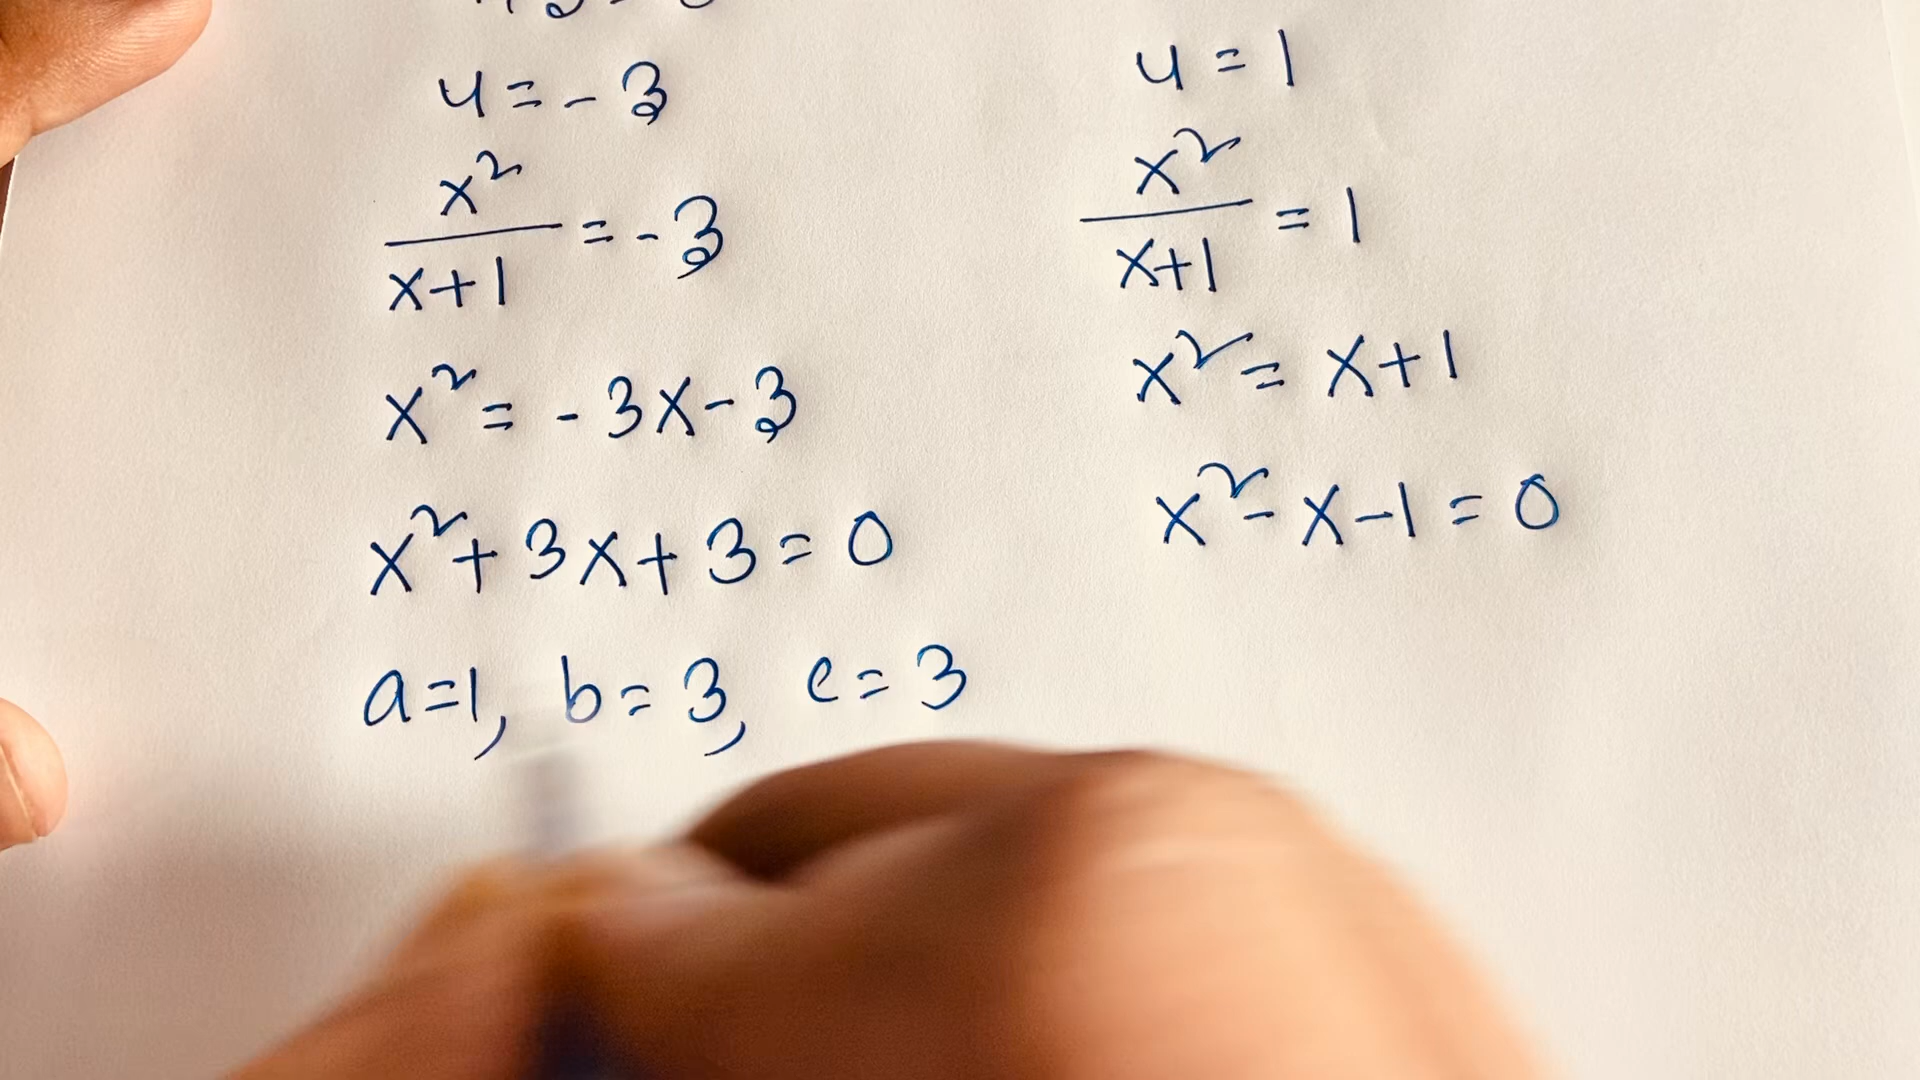 u = - 3
x²/(x+1) = - 3
x² = - 3x - 3
x² + 3x + 3 = 0
a = 1, b = 3, c = 3
u = 1
x²/(x+1) = 1
x² = x + 1
x² - x - 1 = 0